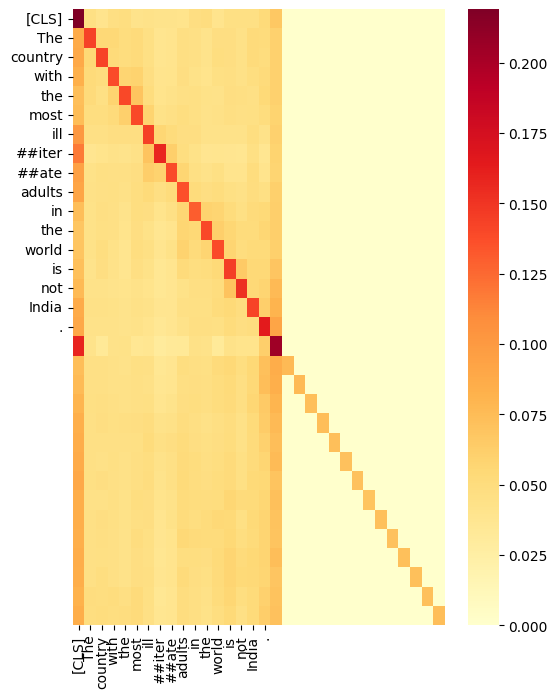 [CLS]
The
country
with
the
most
ill
##iter
##ate
adults
in
the
world
is
not
India
.
[CLS]
The
country
with
the
most
ill
##iter
##ate
adults
in
the
world
is
not
India
.
0.200
0.175
0.150
0.125
0.100
0.075
0.050
0.025
0.000